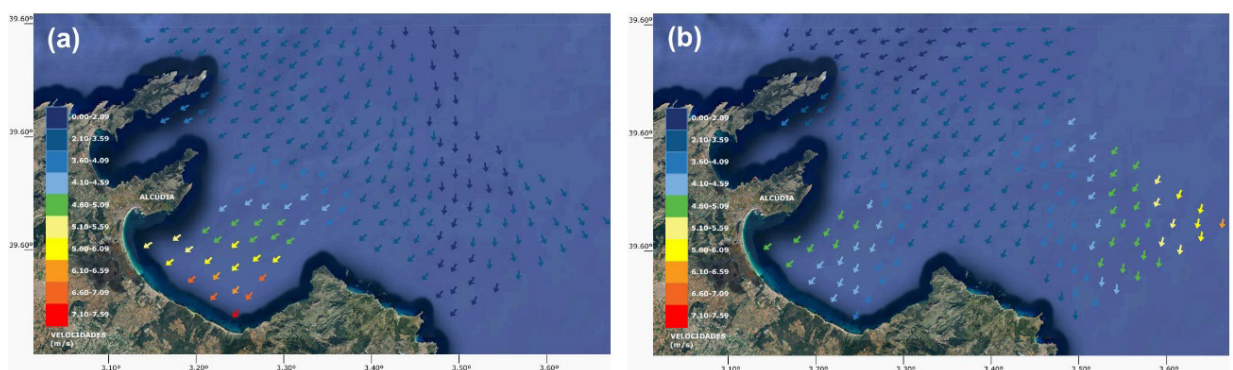 (a)
39.60º
39.60º
39.60º
0.00-2.09
2.10-3.59
3.60-4.09
4.10-4.59
4.60-5.09
5.10-5.59
5.60-6.09
6.10-6.59
6.60-7.09
7.10-7.59
VELOCIDADES
(m/s)
ALCÚDIA
3.10º
3.20º
3.30º
3.40º
3.50º
3.60º
(b)
39.60º
39.60º
39.60º
0.00-2.09
2.10-3.59
3.60-4.09
4.10-4.59
4.60-5.09
5.10-5.59
5.60-6.09
6.10-6.59
6.60-7.09
7.10-7.59
VELOCIDADES
(m/s)
ALCÚDIA
3.10º
3.20º
3.30º
3.40º
3.50º
3.60º